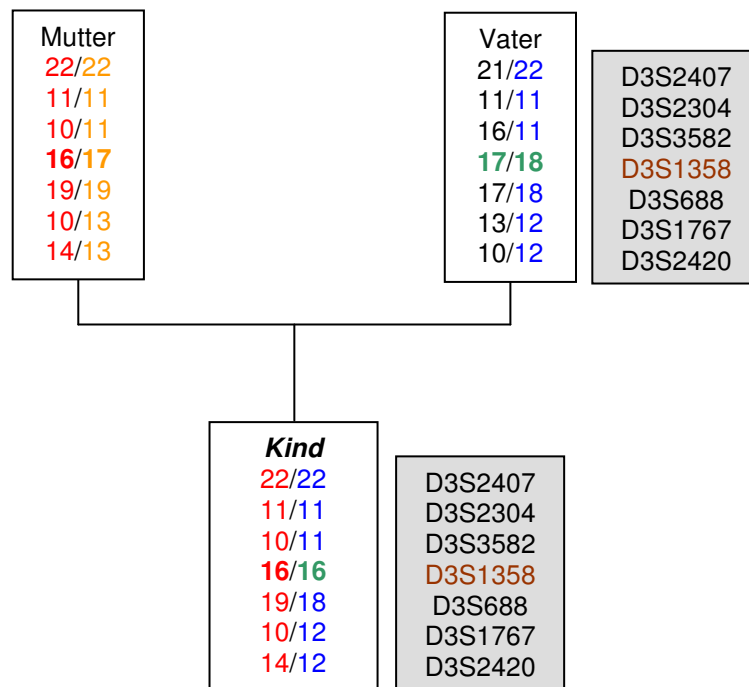 Mutter
22/22
11/11
10/11
16/17
19/19
10/13
14/13
Vater
21/22
11/11
16/11
17/18
17/18
13/12
10/12
D3S2407
D3S2304
D3S3582
D3S1358
D3S688
D3S1767
D3S2420
Kind
22/22
11/11
10/11
16/16
19/18
10/12
14/12
D3S2407
D3S2304
D3S3582
D3S1358
D3S688
D3S1767
D3S2420